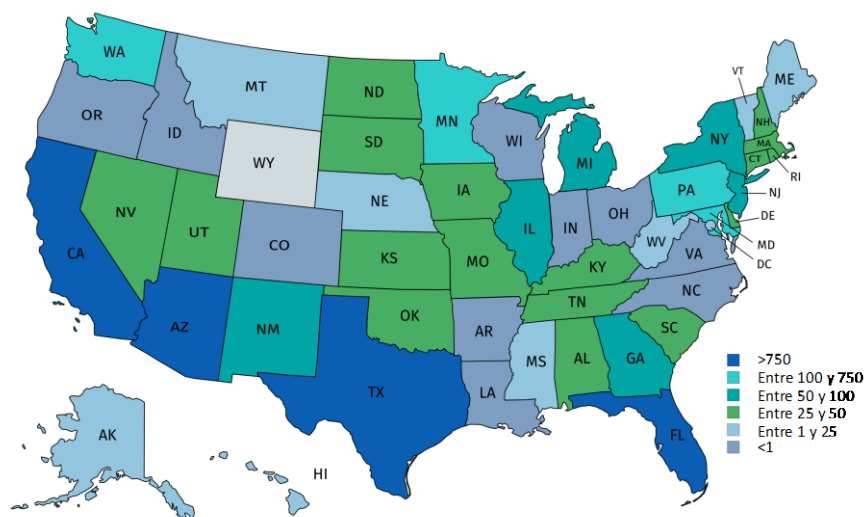 WA
MT
ND
MN
OR
ID
WY
SD
WI
MI
VT
ME
NH
NY
MA
CT
RI
NV
UT
CO
NE
IA
IL
IN
OH
PA
NJ
DE
MD
DC
CA
KS
MO
KY
WV
VA
AZ
NM
OK
AR
TN
NC
SC
TX
LA
MS
AL
GA
FL
AK
HI
>750
Entre 100 y 750
Entre 50 y 100
Entre 25 y 50
Entre 1 y 25
<1